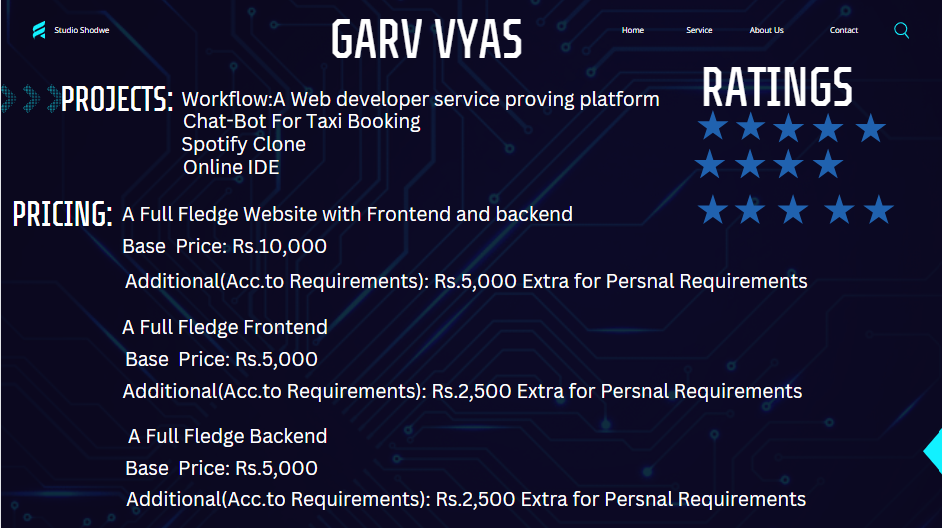 Studio Shodwe
GARV VYAS
Home
Service
About Us
Contact
RATINGS
PROJECTS: Workflow:A Web developer service proving platform
Chat-Bot For Taxi Booking
Spotify Clone
Online IDE
PRICING: A Full Fledge Website with Frontend and backend
Base Price: Rs.10,000
Additional(Acc.to Requirements): Rs.5,000 Extra for Persnal Requirements
A Full Fledge Frontend
Base Price: Rs.5,000
Additional(Acc.to Requirements): Rs.2,500 Extra for Persnal Requirements
A Full Fledge Backend
Base Price: Rs.5,000
Additional(Acc.to Requirements): Rs.2,500 Extra for Persnal Requirements